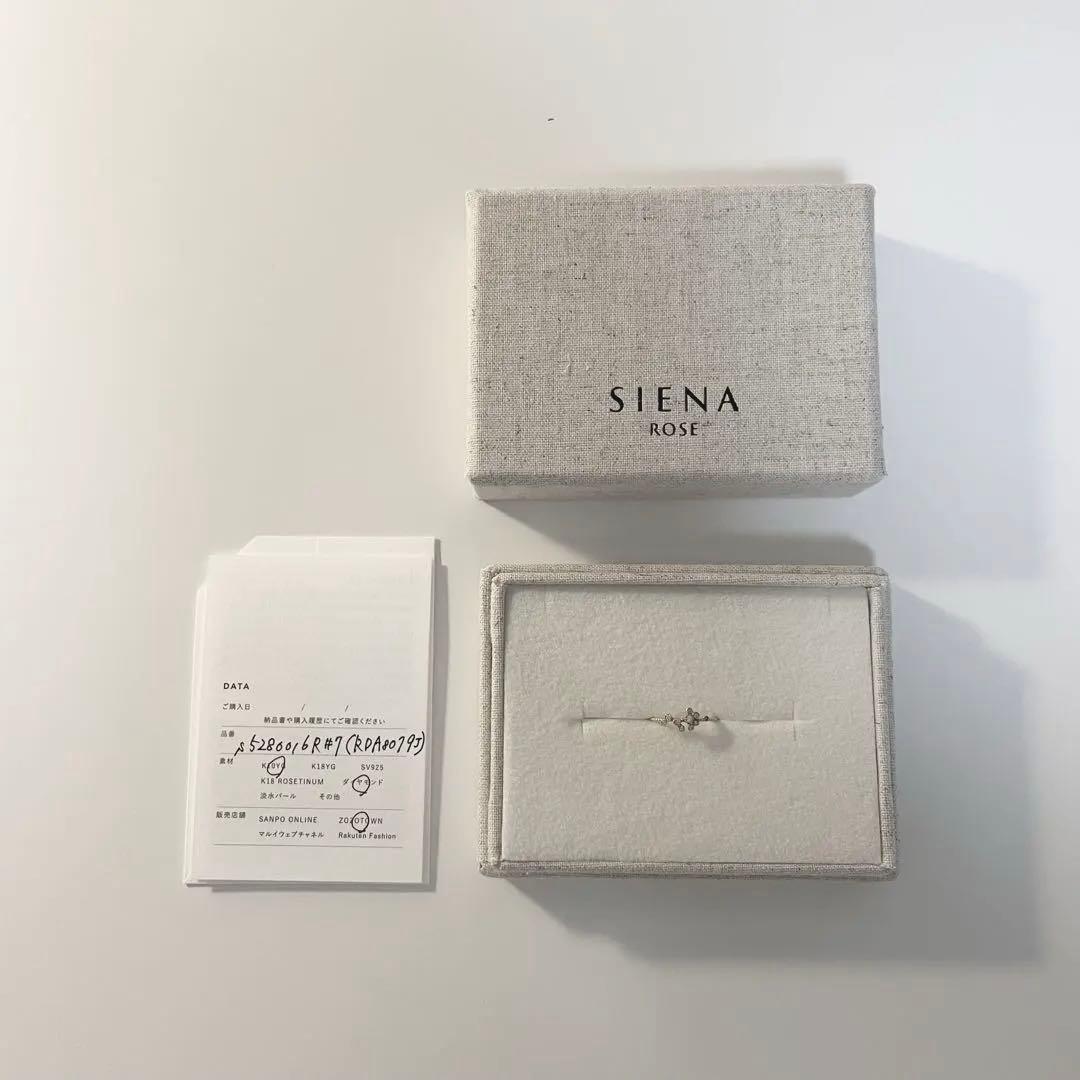 SIENA
ROSE
DATA
ご購入日 / /
納品書や購入履歴にてご確認ください
品番
s5280016R#7(RDA8079J)
素材 K10YG K18YG SV925
K18 ROSETINUM ダイヤモンド
淡水パール その他
販売店舗 SANPO ONLINE ZOZOTOWN
マルイウェブチャネル Rakuten Fashion